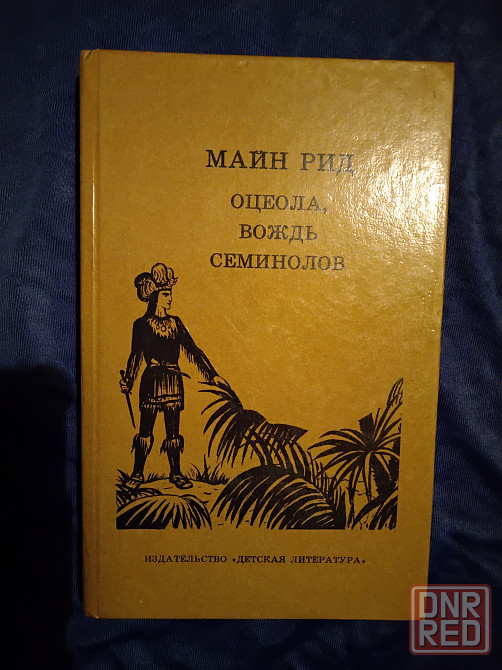 МАЙН РИД
ОЦЕОЛА,
ВОЖДЬ
СЕМИНОЛОВ
ИЗДАТЕЛЬСТВО «ДЕТСКАЯ ЛИТЕРАТУРА»
DNR
RED